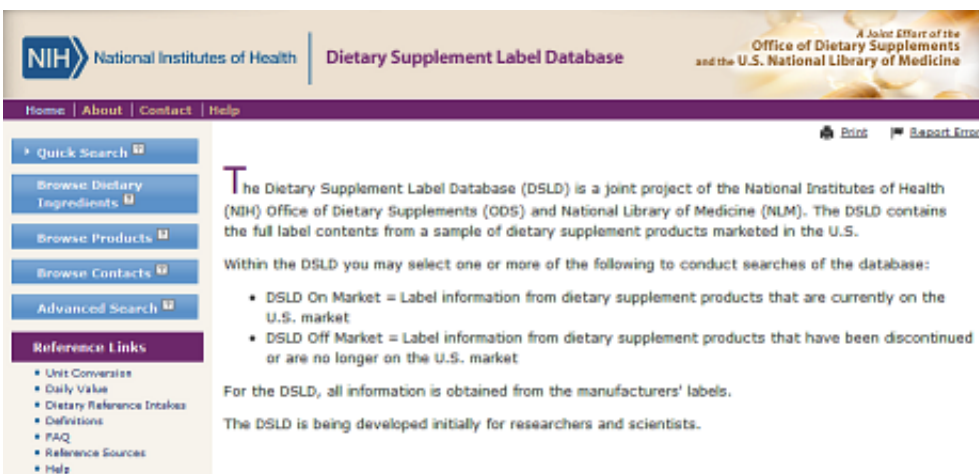 NIH National Institutes of Health Dietary Supplement Label Database
A Joint Effort of the
Office of Dietary Supplements
and the U.S. National Library of Medicine
Home | About | Contact | Help
Print Report Error
Quick Search
Browse Dietary
Ingredients
Browse Products
Browse Contacts
Advanced Search
Reference Links
• Unit Conversion
• Daily Value
• Dietary Reference Intakes
• Definitions
• FAQ
• Reference Sources
• Help
The Dietary Supplement Label Database (DSLD) is a joint project of the National Institutes of Health
(NIH) Office of Dietary Supplements (ODS) and National Library of Medicine (NLM). The DSLD contains
the full label contents from a sample of dietary supplement products marketed in the U.S.
Within the DSLD you may select one or more of the following to conduct searches of the database:
• DSLD On Market = Label information from dietary supplement products that are currently on the
U.S. market
• DSLD Off Market = Label information from dietary supplement products that have been discontinued
or are no longer on the U.S. market
For the DSLD, all information is obtained from the manufacturers' labels.
The DSLD is being developed initially for researchers and scientists.